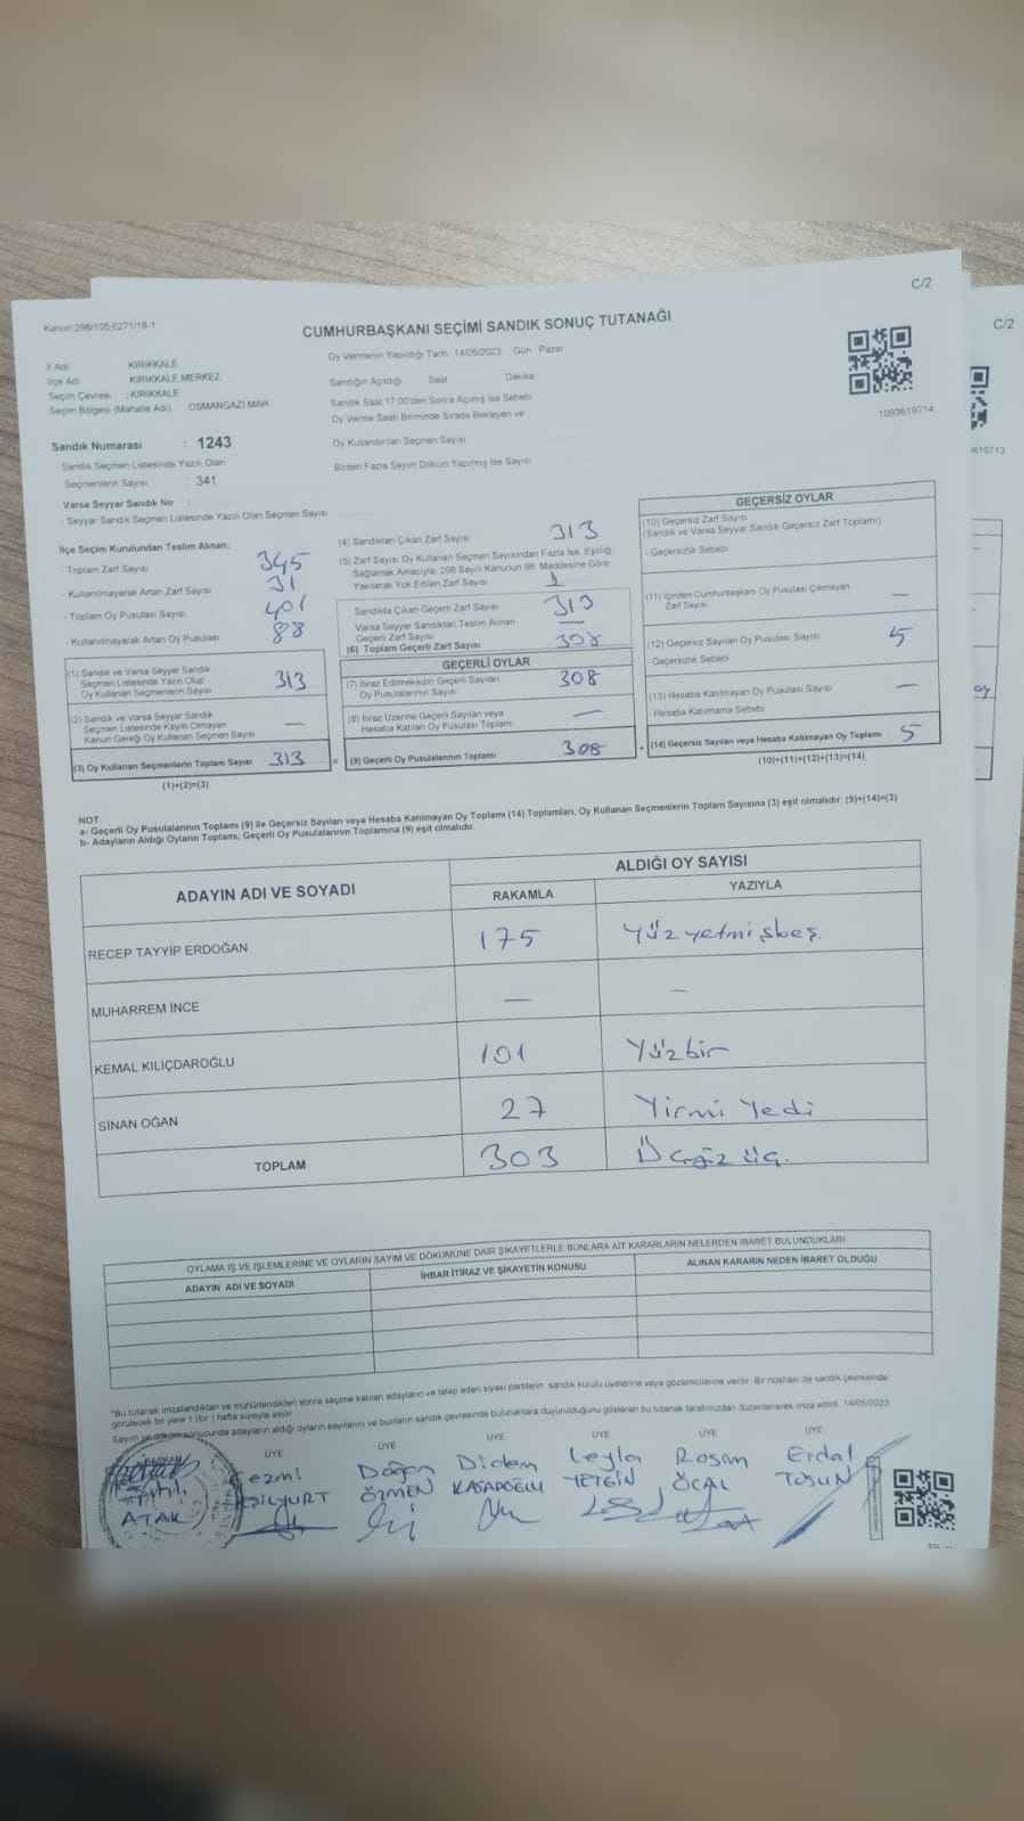 C/2
C/2
Kanun:298/105,6271/18-1
CUMHURBAŞKANI SEÇİMİ SANDIK SONUÇ TUTANAĞI
İl Adı KIRIKKALE
İlçe Adı KIRIKKALE MERKEZ
Seçim Çevresi : KIRIKKALE
Seçim Bölgesi (Mahalle Adı) OSMANGAZİ MAH.
Oy Vermenin Yapıldığı Tarih 14/05/2023 Gün Pazar
Sandığın Açıldığı Saat Dakika
Sandık Saat 17:00'den Sonra Açılmış İse Sebebi
Oy Verme Saati Bitiminde Sırada Bekleyen ve
Oy Kullandırılan Seçmen Sayısı
Birden Fazla Sayım Döküm Yapılmış İse Sayısı
1093619714
Sandık Numarası : 1243
Sandık Seçmen Listesinde Yazılı Olan
Seçmenlerin Sayısı : 341
Varsa Seyyar Sandık No
- Seyyar Sandık Seçmen Listesinde Yazılı Olan Seçmen Sayısı
İlçe Seçim Kurulundan Teslim Alınan;
- Toplam Zarf Sayısı 345
- Kullanılmayarak Artan Zarf Sayısı 31
- Toplam Oy Pusulası Sayısı 401
- Kullanılmayarak Artan Oy Pusulası 88
(1) Sandık ve Varsa Seyyar Sandık
Seçmen Listesinde Yazılı Olup
Oy Kullanan Seçmenlerin Sayısı 313
(2) Sandık ve Varsa Seyyar Sandık
Seçmen Listesinde Kayıtlı Olmayan
Kanun Gereği Oy Kullanan Seçmen Sayısı —
(3) Oy Kullanan Seçmenlerin Toplam Sayısı 313
(1)+(2)=(3)
(4) Sandıktan Çıkan Zarf Sayısı 313
(5) Zarf Sayısı Oy Kullanan Seçmen Sayısından Fazla İse, Eşitliği
Sağlamak Amacıyla; 298 Sayılı Kanunun 98. Maddesine Göre
Yakılarak Yok Edilen Zarf Sayısı 1
Sandıkta Çıkan Geçerli Zarf Sayısı 313
Varsa Seyyar Sandıktan Teslim Alınan
Geçerli Zarf Sayısı —
(6) Toplam Geçerli Zarf Sayısı 308
GEÇERLİ OYLAR
(7) İtiraz Edilmeksizin Geçerli Sayılan
Oy Pusulalarının Sayısı 308
(8) İtiraz Üzerine Geçerli Sayılan veya
Hesaba Katılan Oy Pusulası Toplamı —
(9) Geçerli Oy Pusulalarının Toplamı 308
GEÇERSİZ OYLAR
(10) Geçersiz Zarf Sayısı
(Sandık ve Varsa Seyyar Sandık Geçersiz Zarf Toplamı)
- Geçersizlik Sebebi
(11) İçinden Cumhurbaşkanı Oy Pusulası Çıkmayan
Zarf Sayısı —
(12) Geçersiz Sayılan Oy Pusulası Sayısı 5
- Geçersizlik Sebebi
(13) Hesaba Katılmayan Oy Pusulası Sayısı —
- Hesaba Katılmama Sebebi
(14) Geçersiz Sayılan veya Hesaba Katılmayan Oy Toplamı 5
(10)+(11)+(12)+(13)=(14)
NOT
a- Geçerli Oy Pusulalarının Toplamı (9) ile Geçersiz Sayılan veya Hesaba Katılmayan Oy Toplamı (14) Toplamları, Oy Kullanan Seçmenlerin Toplam Sayısına (3) eşit olmalıdır. (9)+(14)=(3)
b- Adayların Aldığı Oyların Toplamı, Geçerli Oy Pusulalarının Toplamına (9) eşit olmalıdır.
ADAYIN ADI VE SOYADI
ALDIĞI OY SAYISI
RAKAMLA YAZIYLA
RECEP TAYYİP ERDOĞAN 175 Yüz yetmişbeş.
MUHARREM İNCE — —
KEMAL KILIÇDAROĞLU 101 Yüzbir
SİNAN OĞAN 27 Yirmi Yedi
TOPLAM 303 Üçyüz üç.
OYLAMA İŞ VE İŞLEMLERİNE VE OYLARIN SAYIM VE DÖKÜMÜNE DAİR ŞİKAYETLERLE BUNLARA AİT KARARLARIN NELERDEN İBARET BULUNDUKLARI
ADAYIN ADI VE SOYADI İHBAR İTİRAZ VE ŞİKAYETİN KONUSU ALINAN KARARIN NEDEN İBARET OLDUĞU
ÜYE ÜYE ÜYE ÜYE ÜYE ÜYE
Doğan Didem Leyla Rosam Erdal
ATAK ÖZMEN YETGİN ÖCAL TOSUN